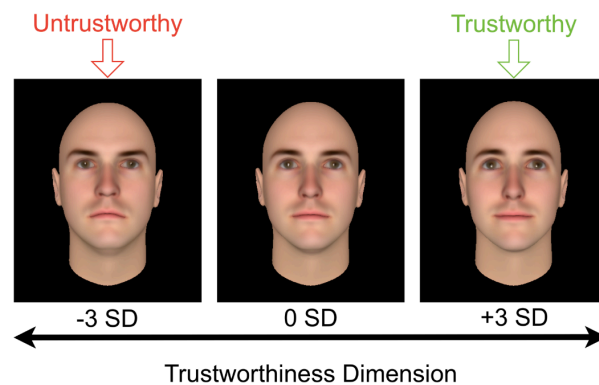 Untrustworthy
Trustworthy
-3 SD
0 SD
+3 SD
Trustworthiness Dimension